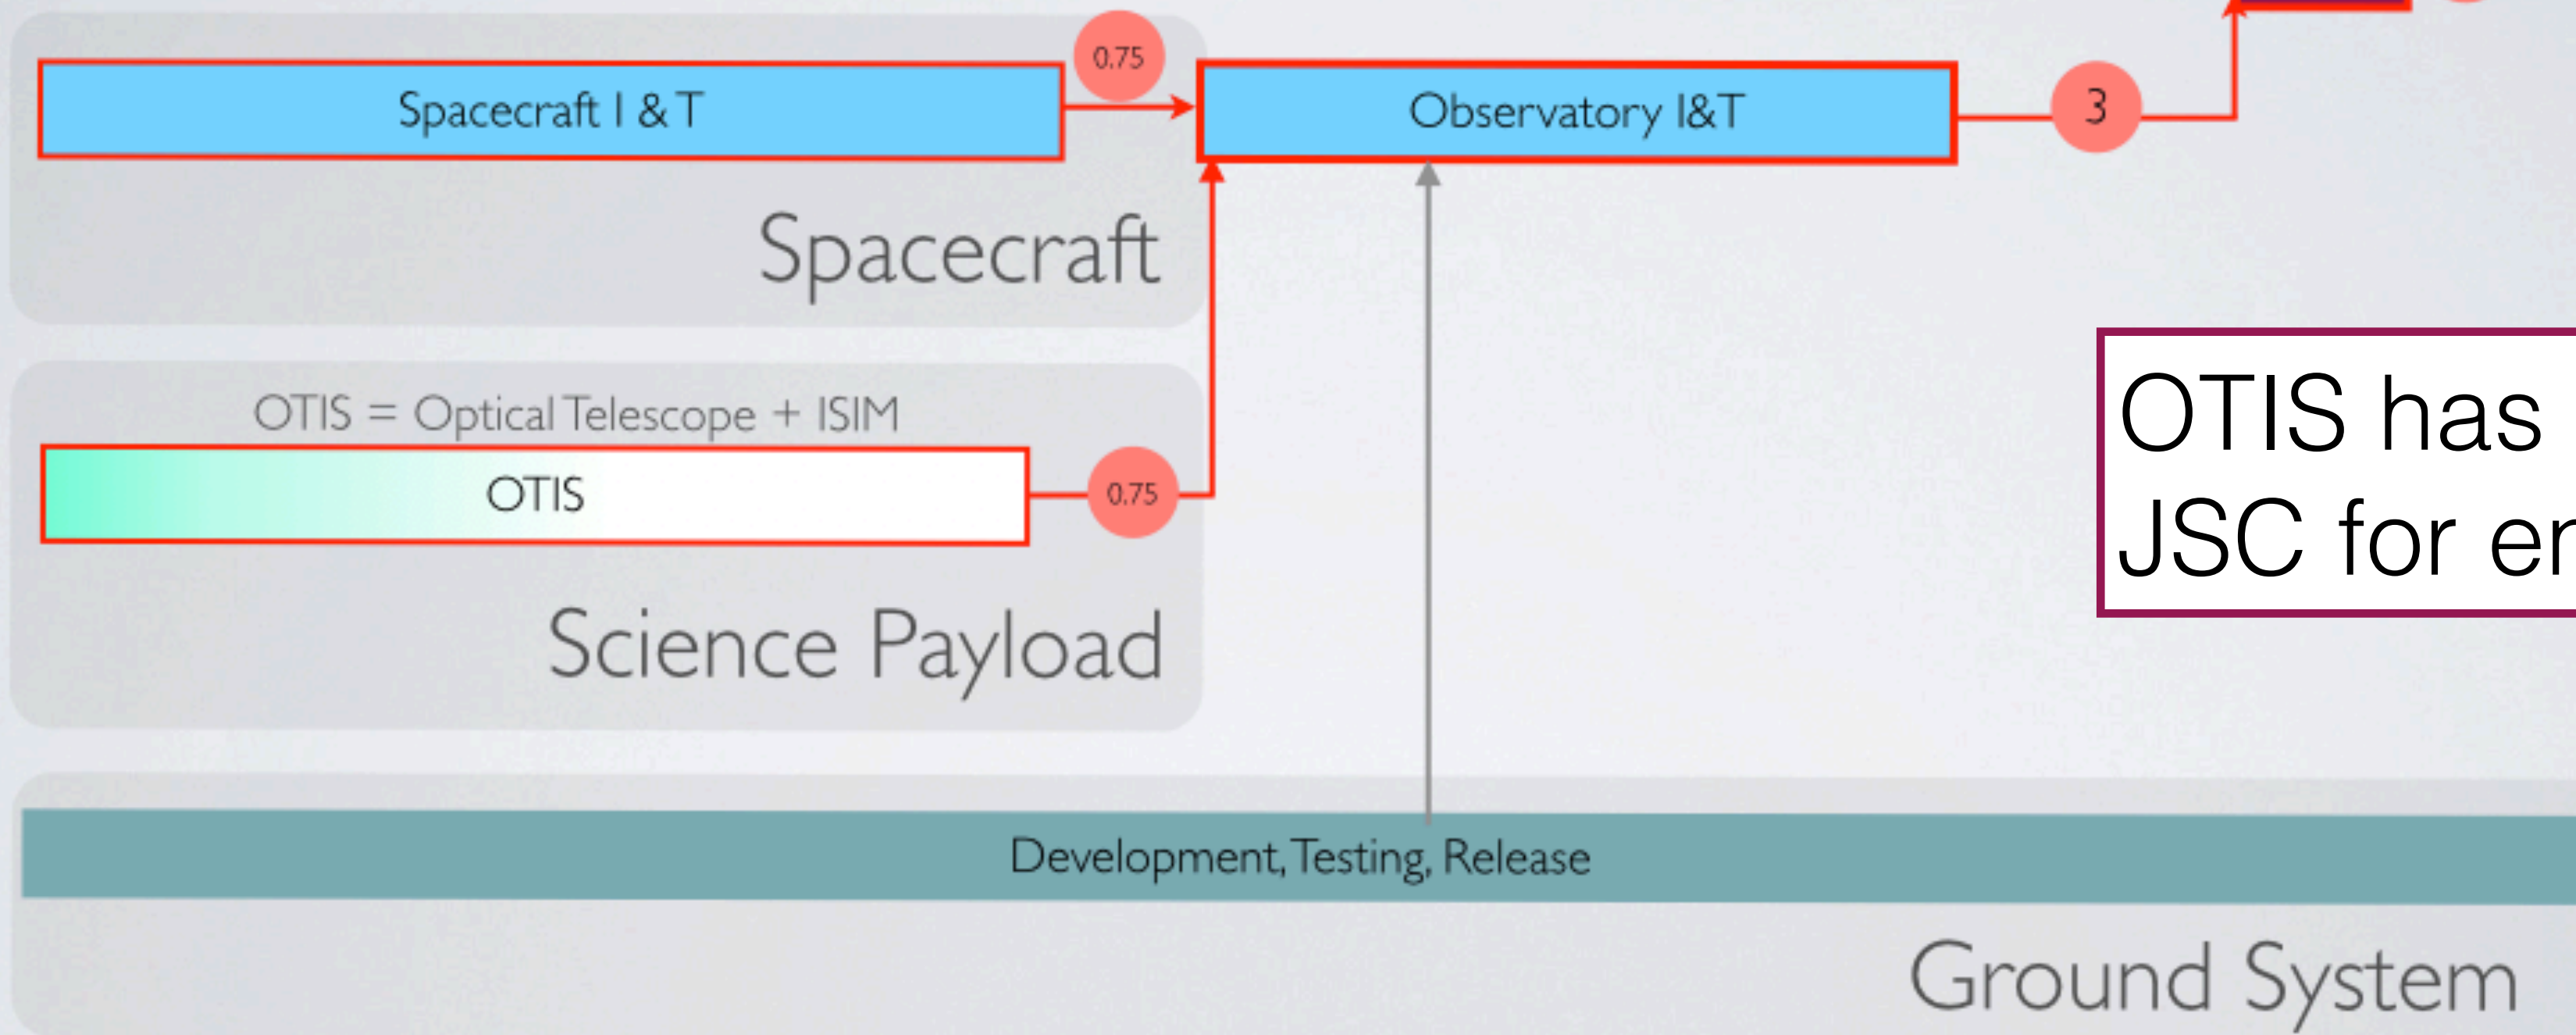 0.75
Spacecraft I & T
Observatory I&T
3
Spacecraft
OTIS = Optical Telescope + ISIM
OTIS
0.75
OTIS has
JSC for
Science Payload
Development, Testing, Release
Ground System